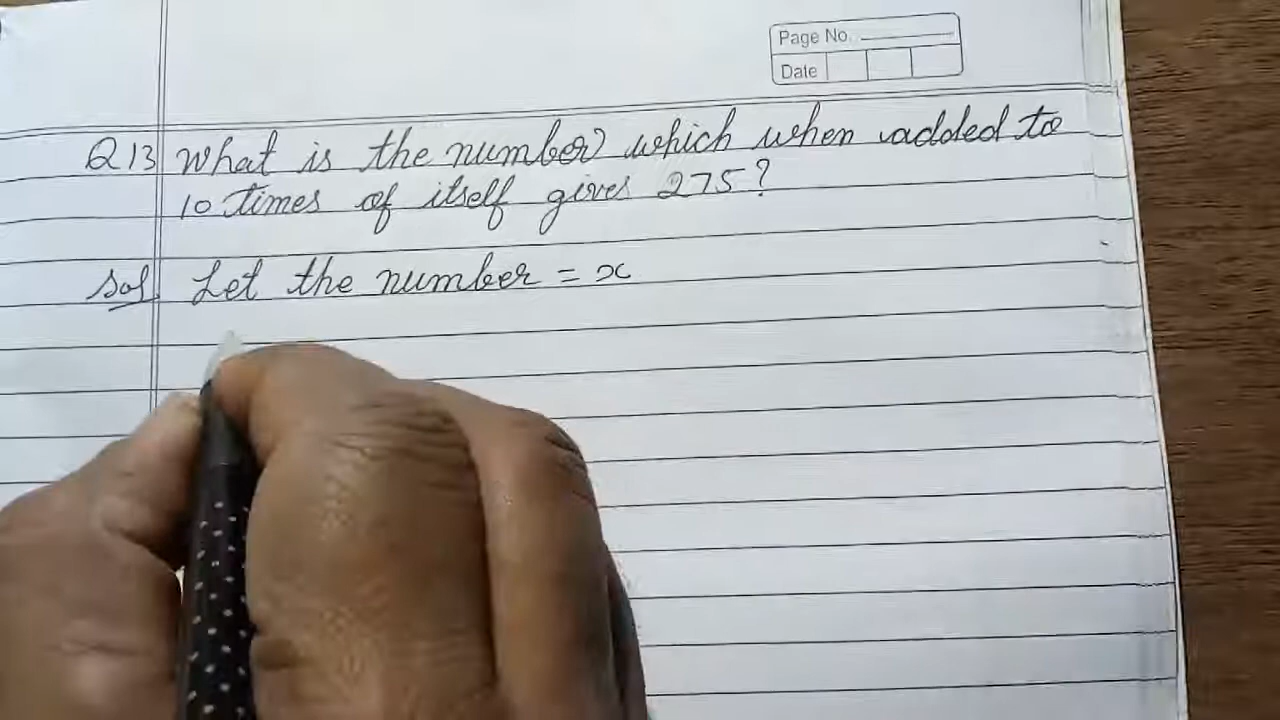 Page No.
Date
Q13 What is the number which when added to
10 times of itself gives 275?
Sol Let the number = x